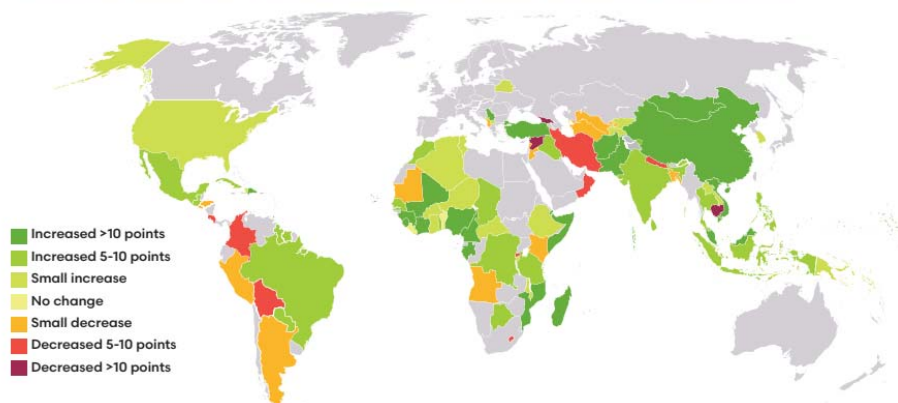 Increased >10 points
Increased 5-10 points
Small increase
No change
Small decrease
Decreased 5-10 points
Decreased >10 points